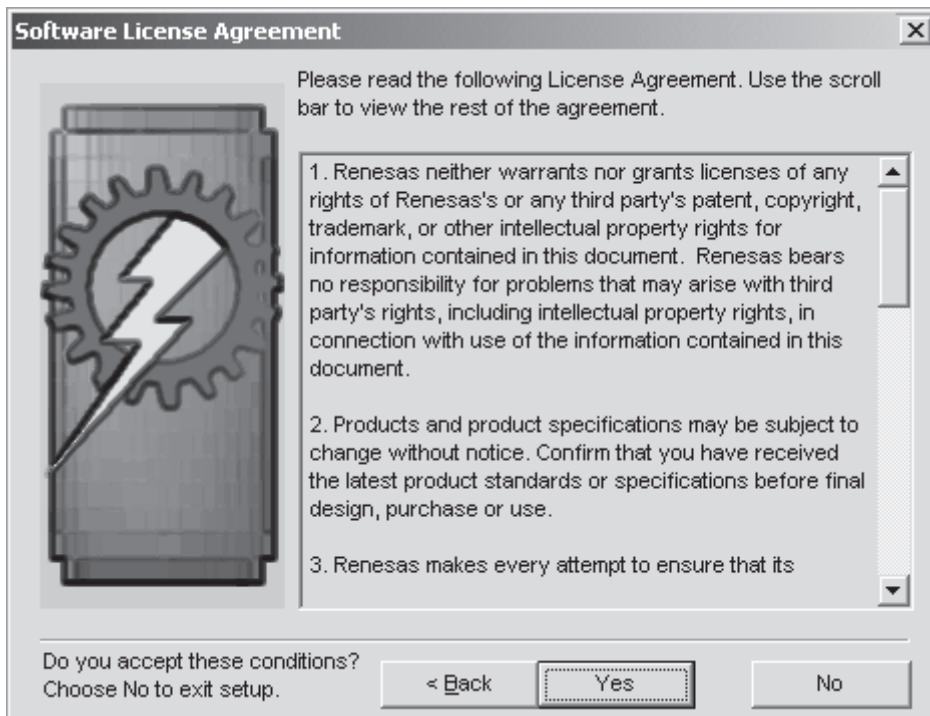 Software License Agreement
Please read the following License Agreement. Use the scroll
bar to view the rest of the agreement.
1. Renesas neither warrants nor grants licenses of any
rights of Renesas's or any third party's patent, copyright,
trademark, or other intellectual property rights for
information contained in this document.  Renesas bears
no responsibility for problems that may arise with third
party's rights, including intellectual property rights, in
connection with use of the information contained in this
document.
2. Products and product specifications may be subject to
change without notice. Confirm that you have received
the latest product standards or specifications before final
design, purchase or use.
3. Renesas makes every attempt to ensure that its
Do you accept these conditions?
Choose No to exit setup.
< Back
Yes
No